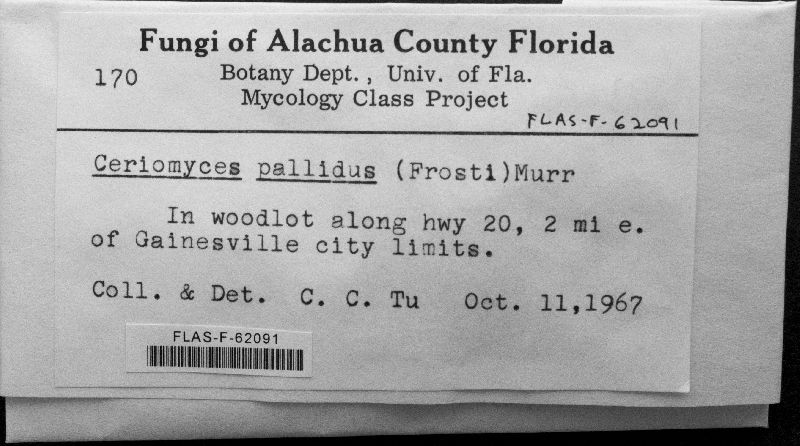 Fungi of Alachua County Florida
170 Botany Dept., Univ. of Fla.
Mycology Class Project
FLAS-F-62091
Ceriomyces pallidus (Frosti)Murr
In woodlot along hwy 20, 2 mi e.
of Gainesville city limits.
Coll. & Det. C. C. Tu Oct. 11,1967
FLAS-F-62091